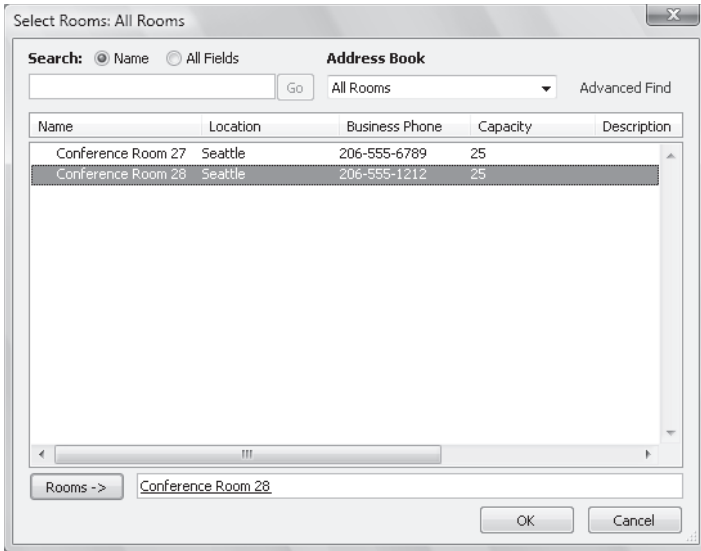 Select Rooms: All Rooms
Search: Name All Fields Address Book
Go All Rooms Advanced Find
Name Location Business Phone Capacity Description
Conference Room 27 Seattle 206-555-6789 25
Conference Room 28 Seattle 206-555-1212 25
Rooms -> Conference Room 28
OK Cancel